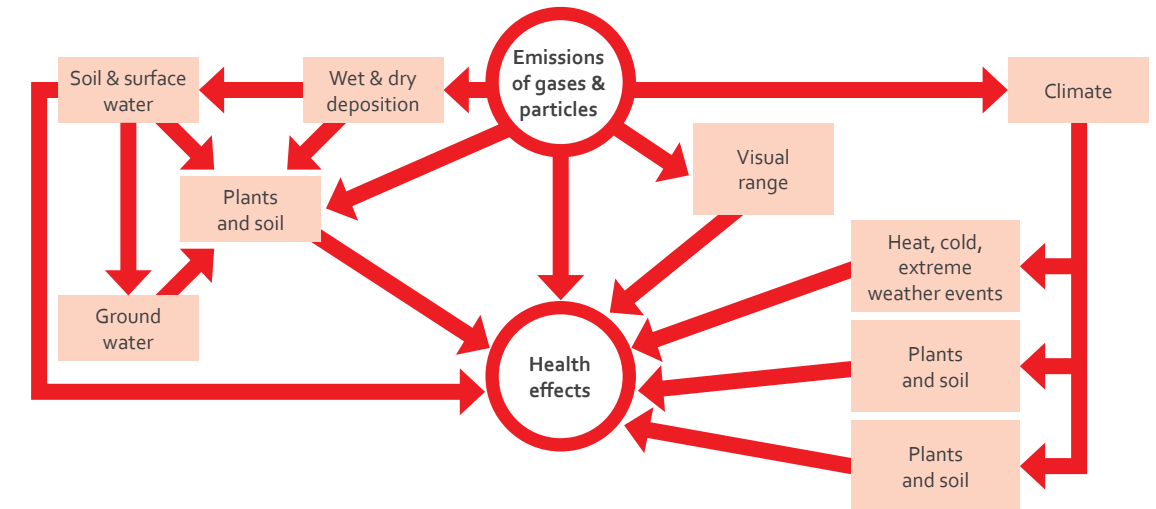 Emissions
of gases &
particles
Soil & surface
water
Wet & dry
deposition
Climate
Visual
range
Plants
and soil
Heat, cold,
extreme
weather events
Ground
water
Plants
and soil
Health
effects
Plants
and soil